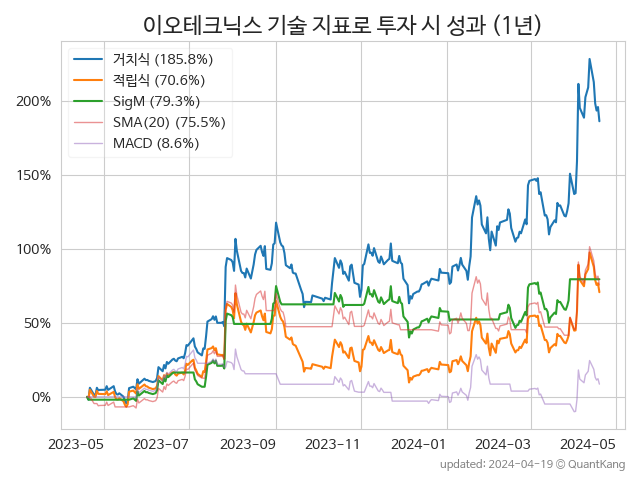 이오테크닉스 기술 지표로 투자 시 성과 (1년)
거치식 (185.8%)
적립식 (70.6%)
SigM (79.3%)
SMA(20) (75.5%)
MACD (8.6%)
200%
150%
100%
50%
0%
2023-05 2023-07 2023-09 2023-11 2024-01 2024-03 2024-05
updated: 2024-04-19 © QuantKang